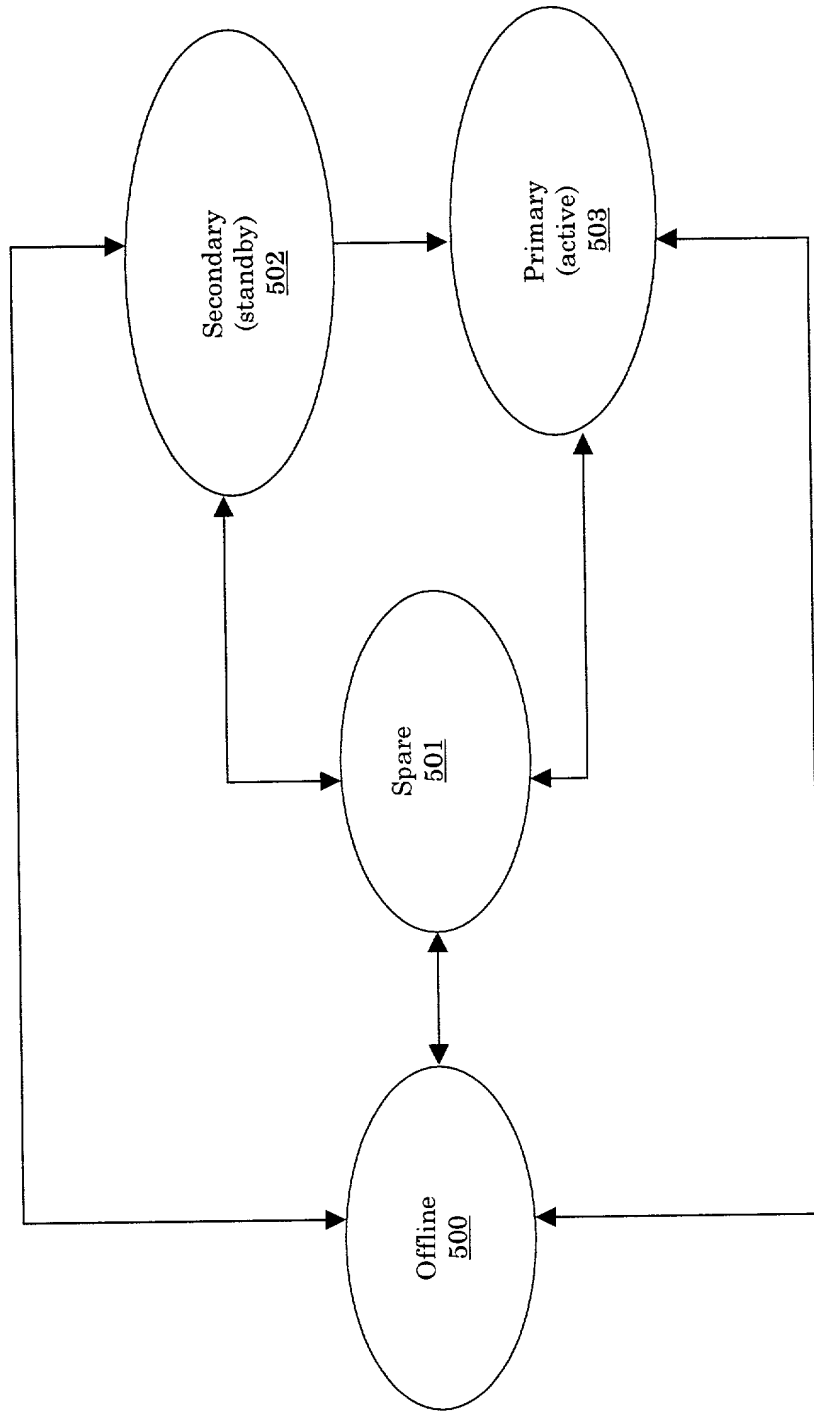 Offline
500
Spare
501
Secondary
(standby)
502
Primary
(active)
503